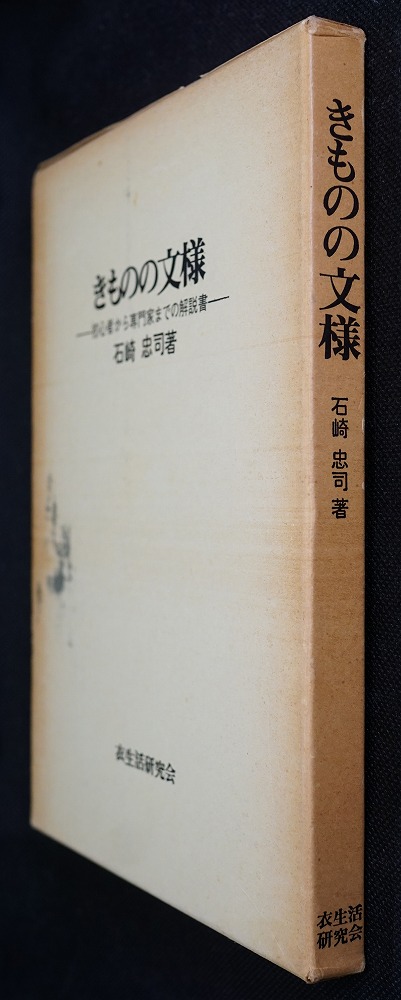 きものの文様
―初心者から専門家までの解説書―
石崎 忠司著
衣生活研究会
きものの文様
石崎 忠司 著
衣生活
研究会